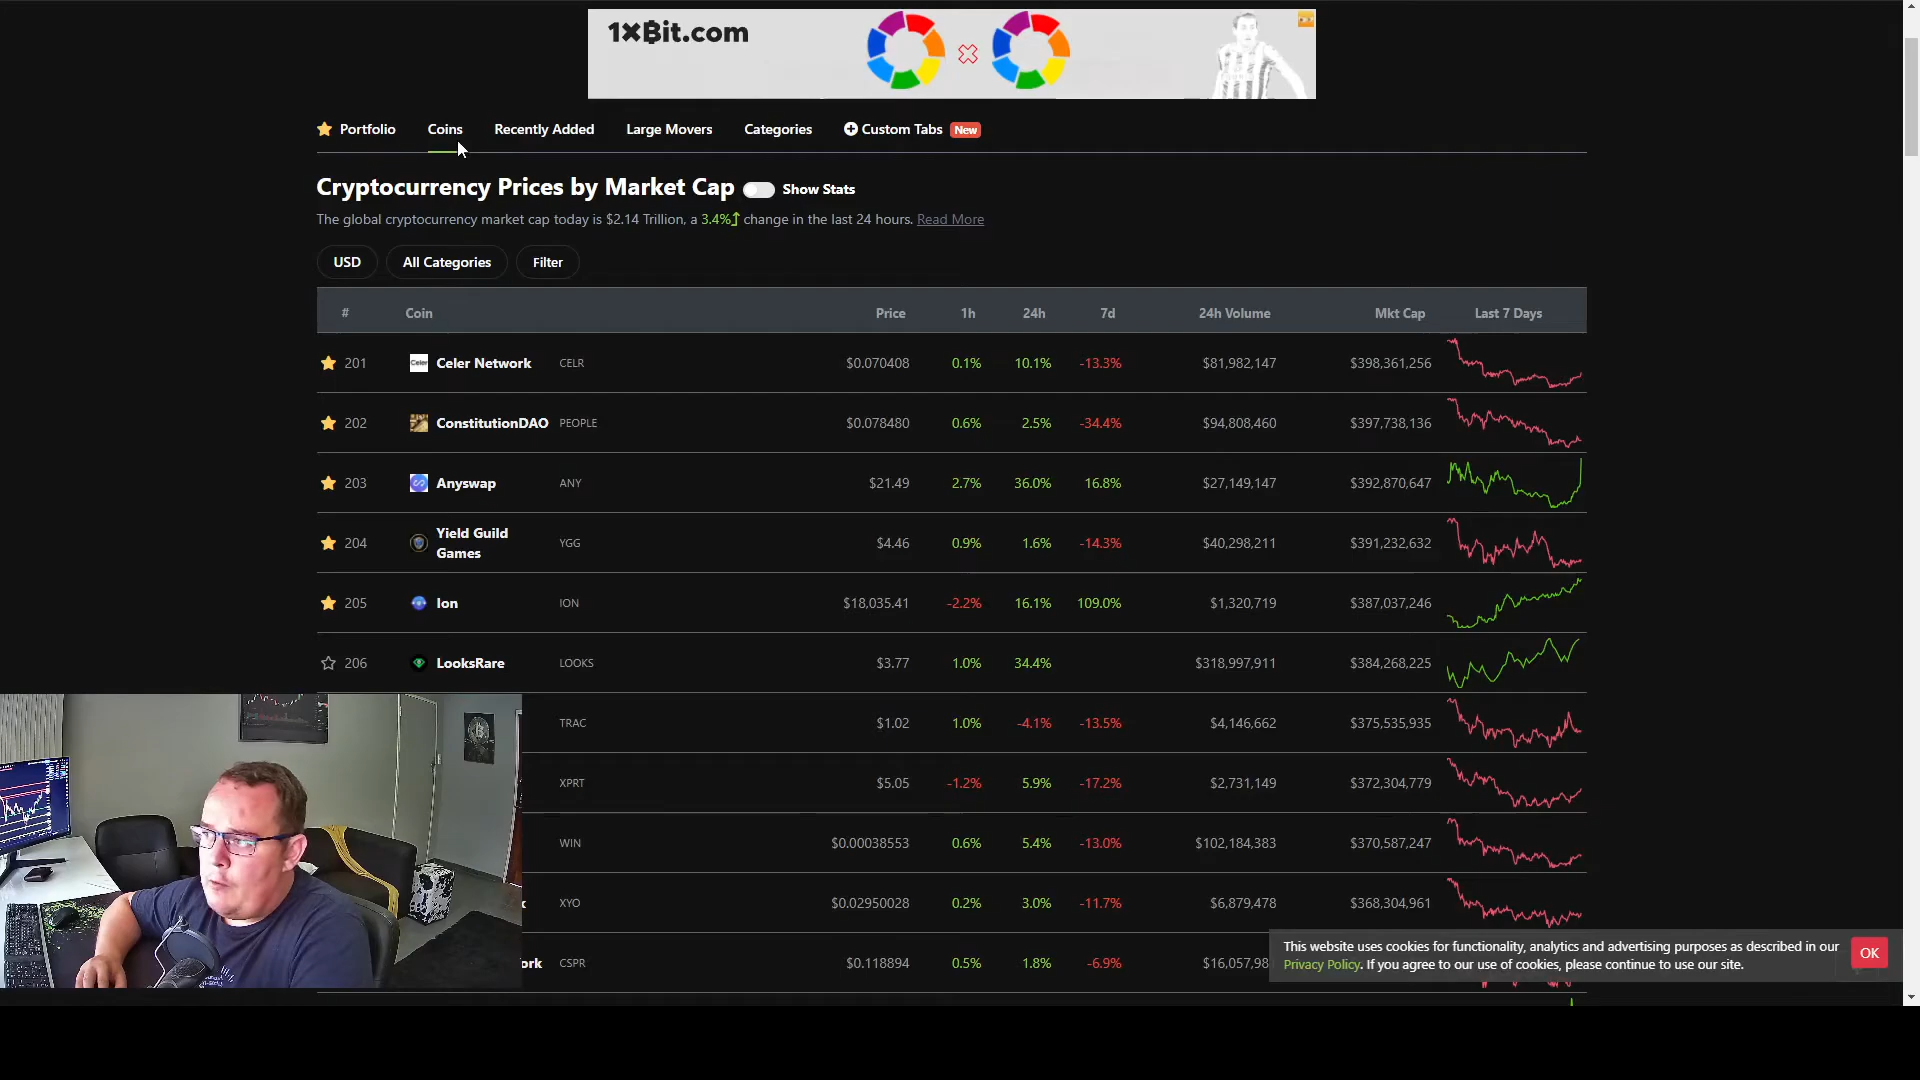 1×₿it.com
Portfolio Coins Recently Added Large Movers Categories Custom Tabs New
Cryptocurrency Prices by Market Cap Show Stats
The global cryptocurrency market cap today is $2.14 Trillion, a 3.4% change in the last 24 hours. Read More
USD All Categories Filter
# Coin Price 1h 24h 7d 24h Volume Mkt Cap Last 7 Days
201 Celer Network CELR $0.070408 0.1% 10.1% -13.3% $81,982,147 $398,361,256
202 ConstitutionDAO PEOPLE $0.078480 0.6% 2.5% -34.4% $94,808,460 $397,738,136
203 Anyswap ANY $21.49 2.7% 36.0% 16.8% $27,149,147 $392,870,647
204 Yield Guild Games YGG $4.46 0.9% 1.6% -14.3% $40,298,211 $391,232,632
205 Ion ION $18,035.41 -2.2% 16.1% 109.0% $1,320,719 $387,037,246
206 LooksRare LOOKS $3.77 1.0% 34.4% $318,997,911 $384,268,225
TRAC $1.02 1.0% -4.1% -13.5% $4,146,662 $375,535,935
XPRT $5.05 -1.2% 5.9% -17.2% $2,731,149 $372,304,779
WIN $0.00038553 0.6% 5.4% -13.0% $102,184,383 $370,587,247
XYO $0.02950028 0.2% 3.0% -11.7% $6,879,478 $368,304,961
ork CSPR $0.118894 0.5% 1.8% -6.9% $16,057,98
This website uses cookies for functionality, analytics and advertising purposes as described in our
Privacy Policy. If you agree to our use of cookies, please continue to use our site.
OK